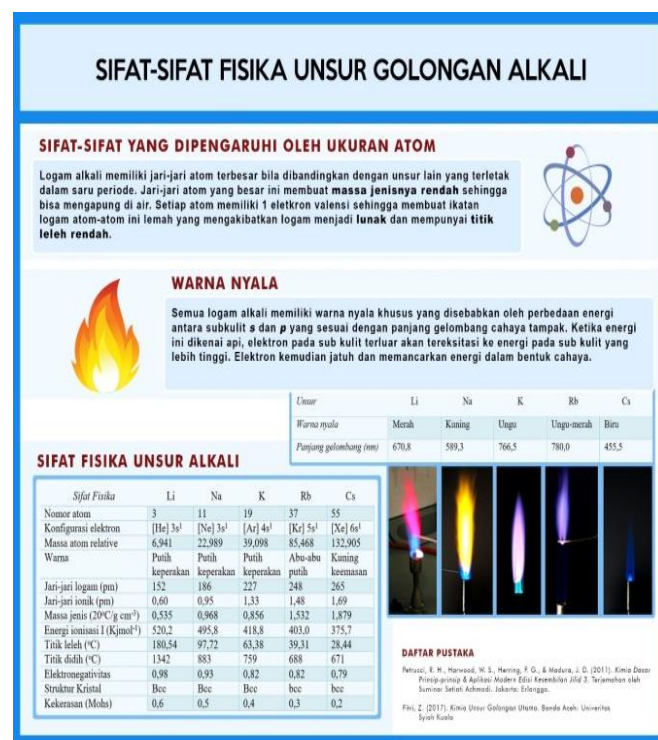 SIFAT-SIFAT FISIKA UNSUR GOLONGAN ALKALI
SIFAT-SIFAT YANG DIPENGARUHI OLEH UKURAN ATOM
Logam alkali memiliki jari-jari atom terbesar bila dibandingkan dengan unsur lain yang terletak
dalam saru periode. Jari-jari atom yang besar ini membuat massa jenisnya rendah sehingga
bisa mengapung di air. Setiap atom memiliki 1 eletkron valensi sehingga membuat ikatan
logam atom-atom ini lemah yang mengakibatkan logam menjadi lunak dan mempunyai titik
leleh rendah.
WARNA NYALA
Semua logam alkali memiliki warna nyala khusus yang disebabkan oleh perbedaan energi
antara subkulit s dan p yang sesuai dengan panjang gelombang cahaya tampak. Ketika energi
ini dikenai api, elektron pada sub kulit terluar akan tereksitasi ke energi pada sub kulit yang
lebih tinggi. Elektron kemudian jatuh dan memancarkan energi dalam bentuk cahaya.
Unsur Li Na K Rb Cs
Warna nyala Merah Kuning Ungu Ungu-merah Biru
Panjang gelombang (nm) 670,8 589,3 766,5 780,0 455,5
SIFAT FISIKA UNSUR ALKALI
Sifat Fisika Li Na K Rb Cs
Nomor atom 3 11 19 37 55
Konfigurasi elektron [He] 3s¹ [Ne] 3s¹ [Ar] 4s¹ [Kr] 5s¹ [Xe] 6s¹
Massa atom relative 6,941 22,989 39,098 85,468 132,905
Warna Putih Putih Putih Abu-abu Kuning
keperakan keperakan keperakan putih keemasan
Jari-jari logam (pm) 152 186 227 248 265
Jari-jari ionik (pm) 0,60 0,95 1,33 1,48 1,69
Massa jenis (20°C/g cm⁻³) 0,535 0,968 0,856 1,532 1,879
Energi ionisasi I (Kjmol⁻¹) 520,2 495,8 418,8 403,0 375,7
Titik leleh (°C) 180,54 97,72 63,38 39,31 28,44
Titik didih (°C) 1342 883 759 688 671
Elektronegativitas 0,98 0,93 0,82 0,82 0,79
Struktur Kristal Bcc Bcc Bcc bcc bcc
Kekerasan (Mohs) 0,6 0,5 0,4 0,3 0,2
DAFTAR PUSTAKA
Petrucci, R. H., Harwood, W. S., Herring, F. G., & Madura, J. D. (2011). Kimia Dasar
Prinsip-prinsip & Aplikasi Modern Edisi Kesembilan Jilid 3. Terjemahan oleh
Suminar Setiati Achmadi. Jakarta: Erlangga.
Fitri, Z. (2017). Kimia Unsur Golongan Utama. Banda Aceh: Univeritas
Syiah Kuala